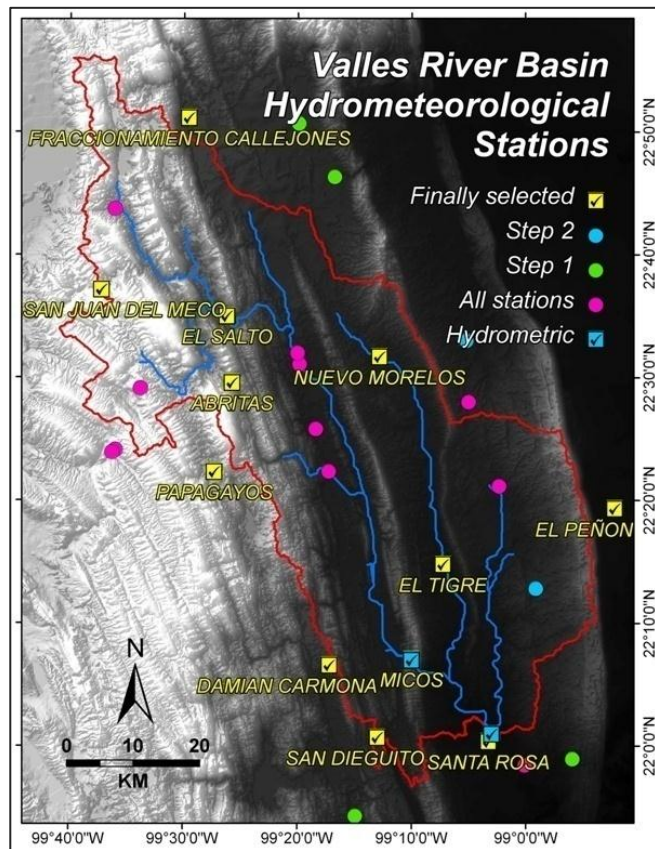 Valles River Basin
Hydrometeorological
Stations
Finally selected
Step 2
Step 1
All stations
Hydrometric
FRACCIONAMIENTO CALLEJONES
SAN JUAN DEL MECO
EL SALTO
NUEVO MORELOS
ABRITAS
PAPAGAYOS
EL PEÑON
EL TIGRE
DAMIAN CARMONA
MICOS
SAN DIEGUITO
SANTA ROSA
N
0 10 20
KM
22°50'0"N
22°40'0"N
22°30'0"N
22°20'0"N
22°10'0"N
22°0'0"N
99°40'0"W 99°30'0"W 99°20'0"W 99°10'0"W 99°0'0"W